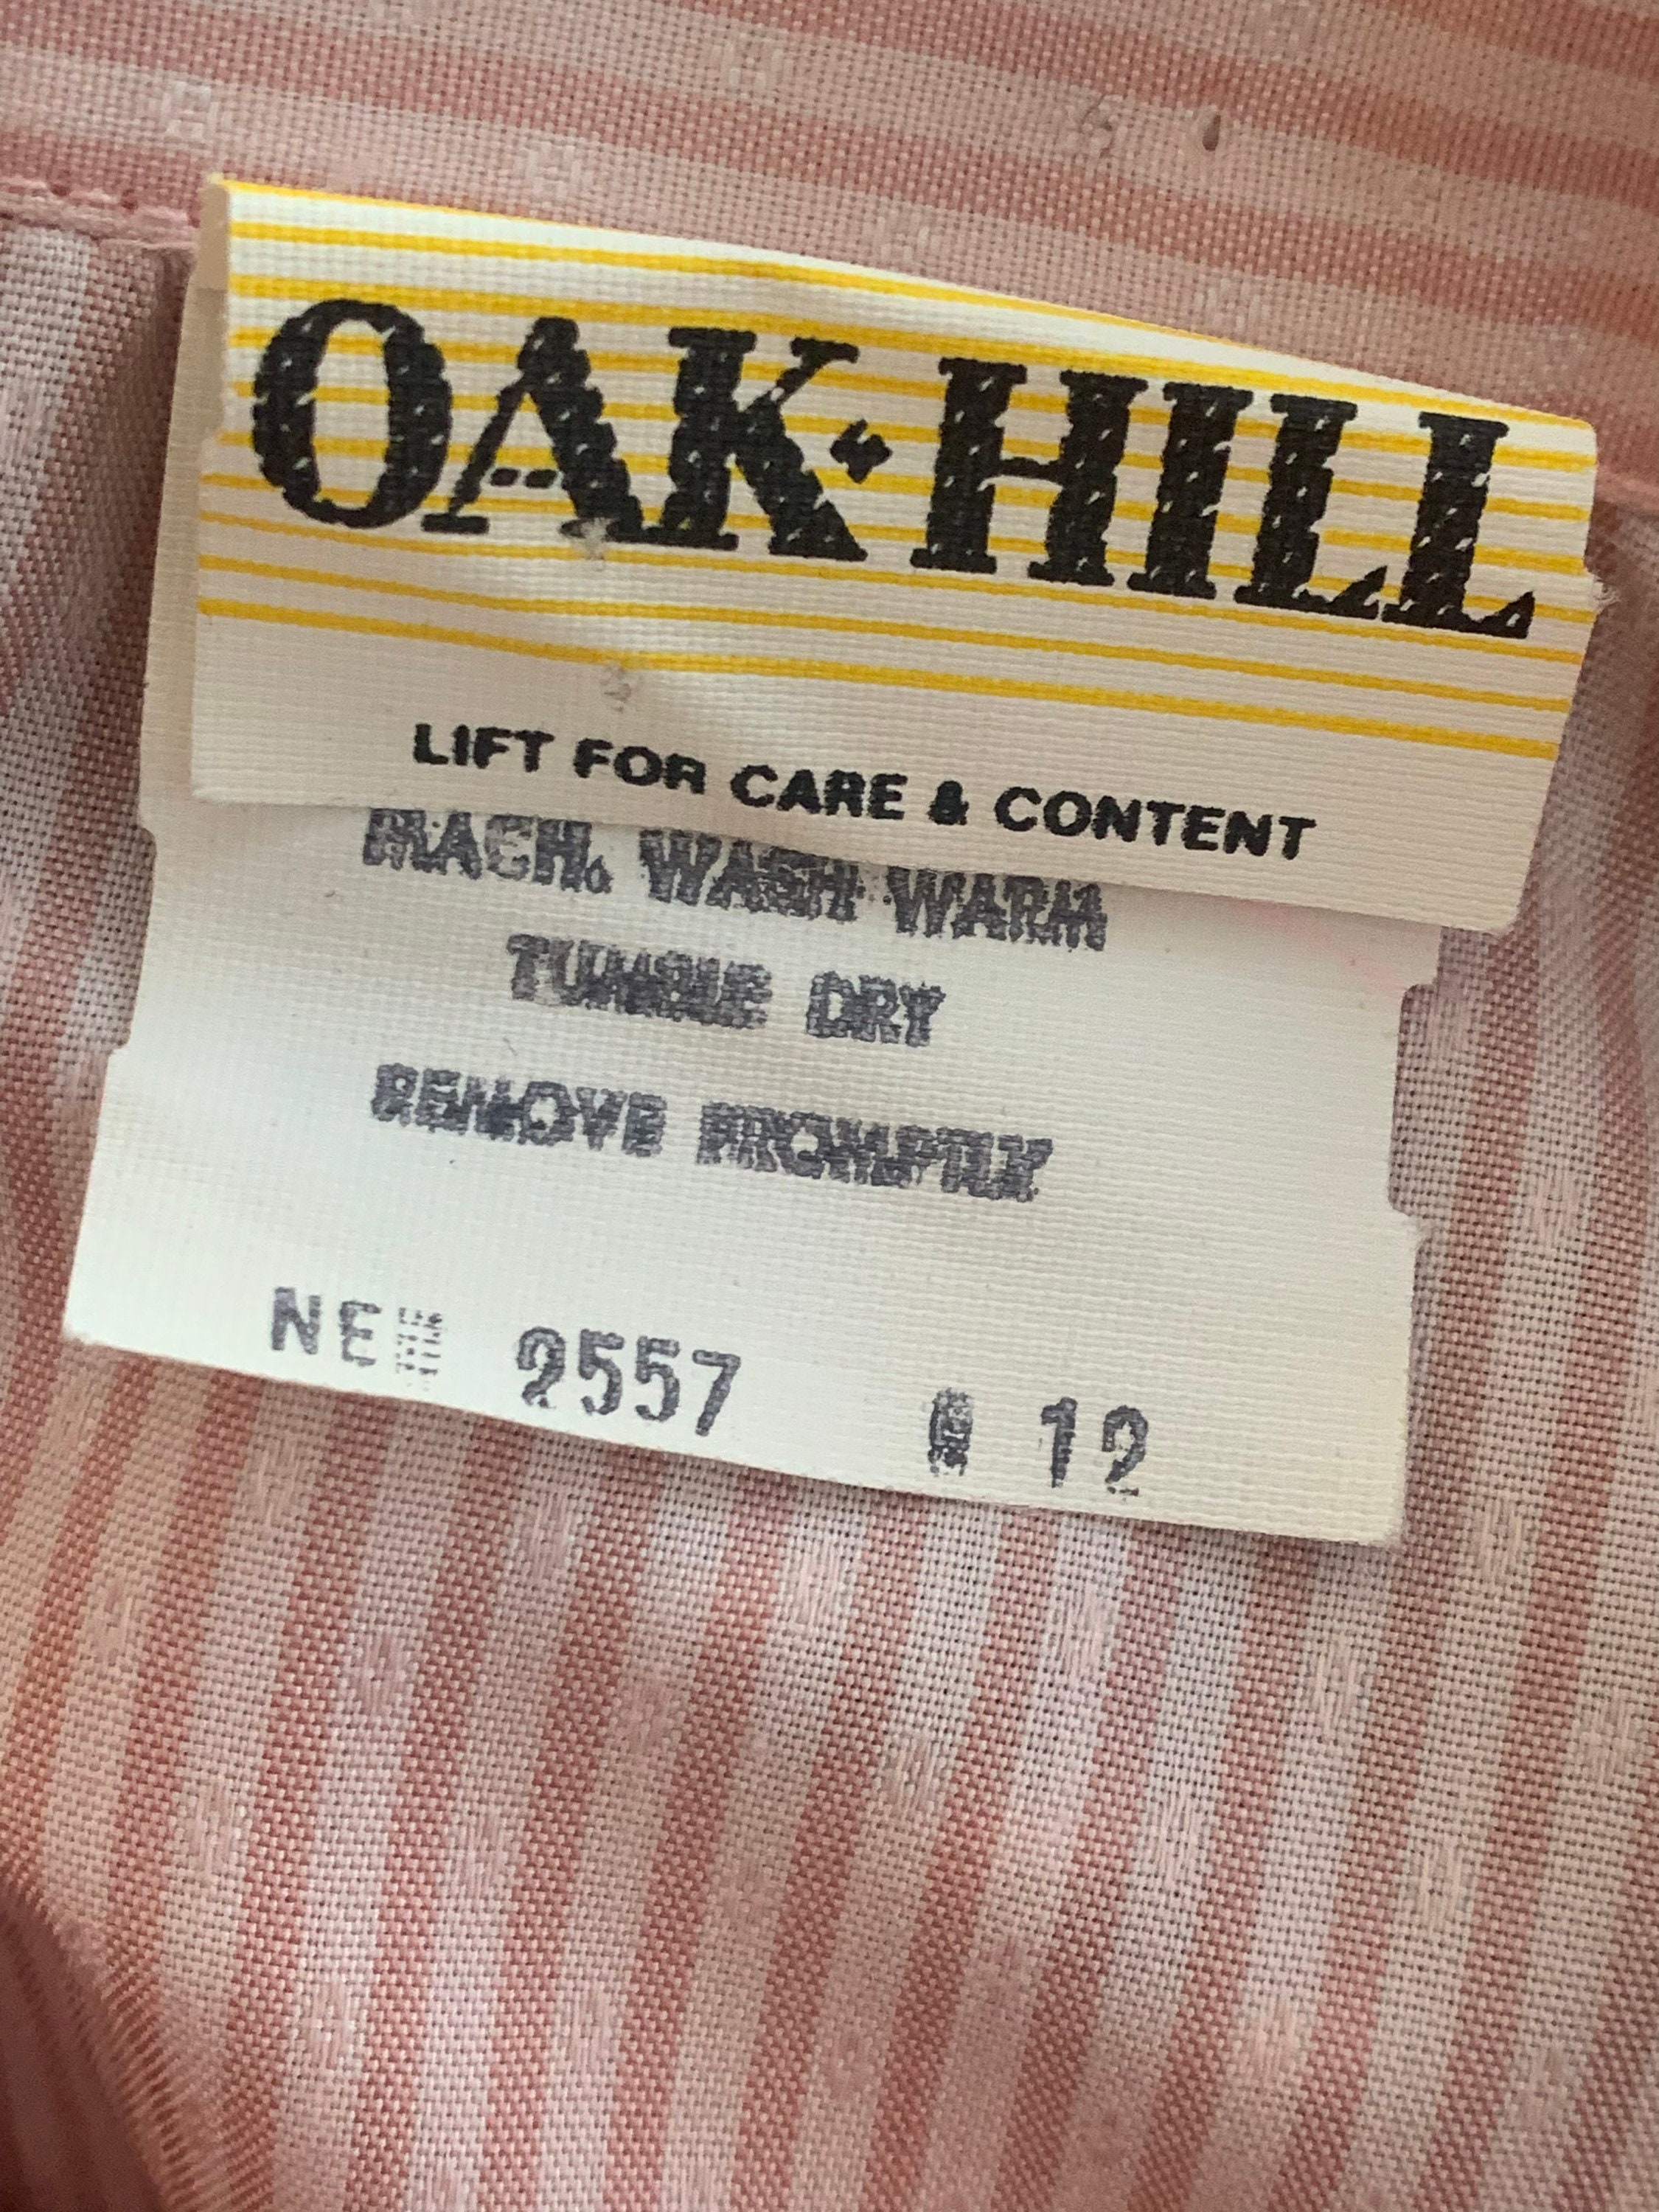 OAK·HILL
LIFT FOR CARE & CONTENT
MACH. WASH WARM
TUMBLE DRY
REMOVE PROMPTLY
2557 12